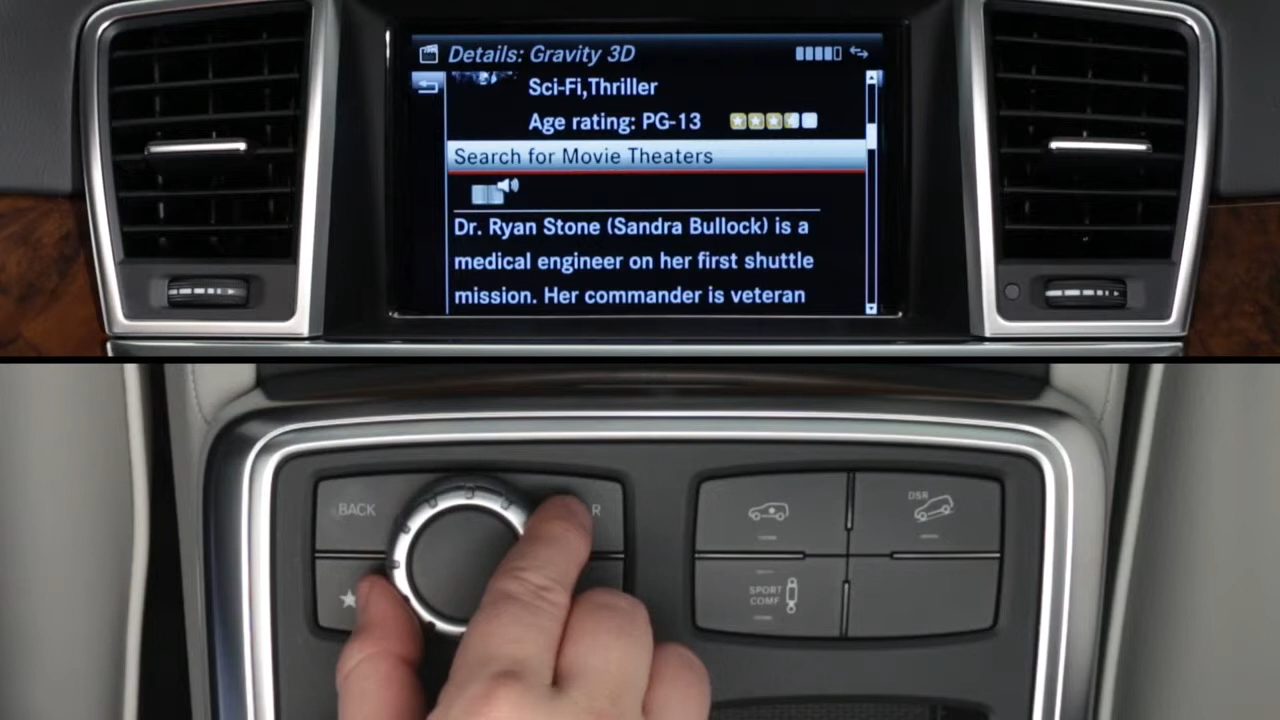 Details: Gravity 3D
Sci-Fi,Thriller
Age rating: PG-13
Search for Movie Theaters
Dr. Ryan Stone (Sandra Bullock) is a
medical engineer on her first shuttle
mission. Her commander is veteran
BACK
R
DSR
SPORT
COMF